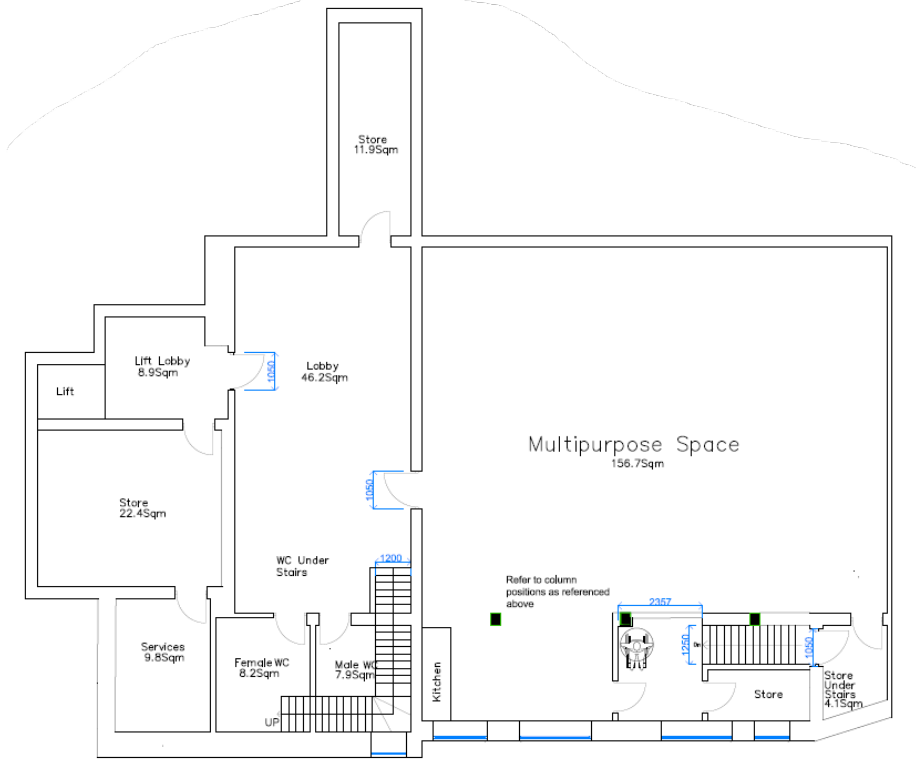 Store
11.9Sqm
Lift Lobby
8.9Sqm
1050
Lobby
46.2Sqm
Lift
Multipurpose Space
156.7Sqm
1050
Store
22.4Sqm
WC Under
Stairs
1200
Refer to column
positions as referenced
above
2357
Services
9.8Sqm
Female WC
8.2Sqm
Male WC
7.9Sqm
UP
Kitchen
1250
1050
Store
Store
Under
Stairs
4.1Sqm